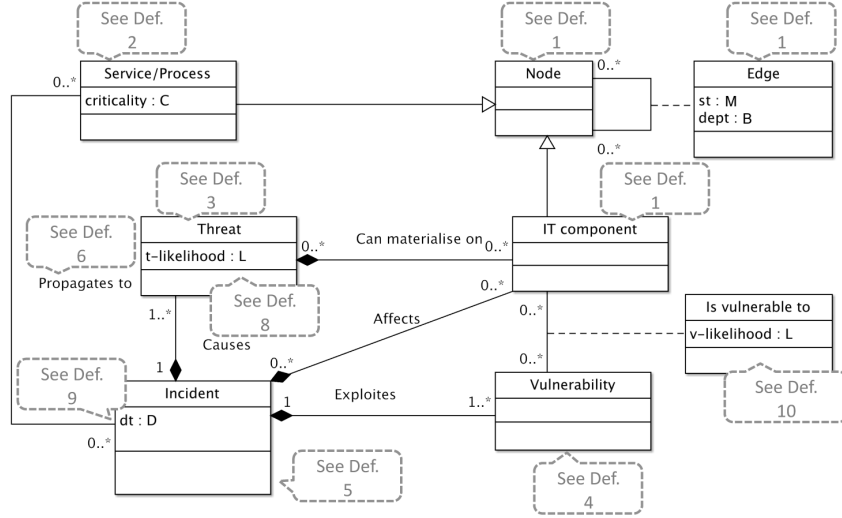 See Def.
2
See Def.
1
See Def.
1
Service/Process
criticality : C
0..*
Node
0..*
0..*
Edge
st : M
dept : B
See Def.
3
See Def.
1
See Def.
6
Propagates to
Threat
t-likelihood : L
0..*
Can materialise on
0..*
IT component
0..*
0..*
See Def.
8
1..*
Causes
Affects
Is vulnerable to
v-likelihood : L
1
0..*
0..*
See Def.
9
Incident
dt : D
1
Exploites
1..*
Vulnerability
See Def.
10
0..*
See Def.
5
See Def.
4